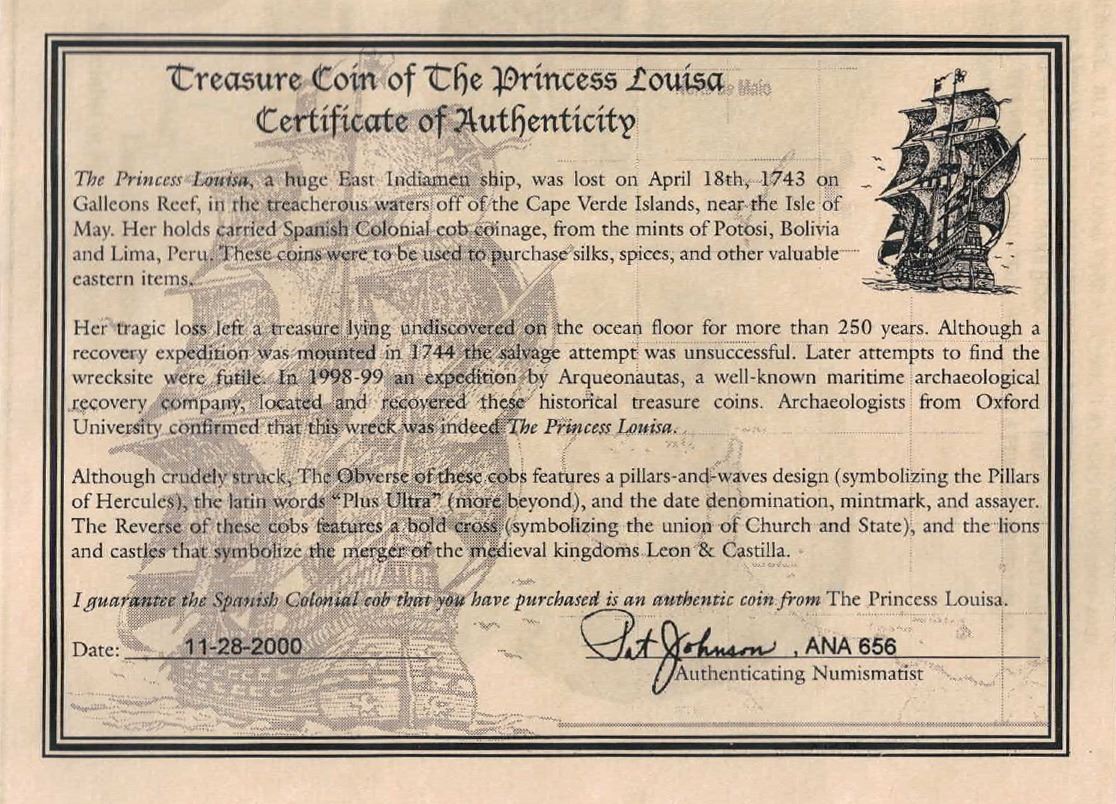 Treasure Coin of The Princess Louisa
Certificate of Authenticity
The Princess Louisa, a huge East Indiamen ship, was lost on April 18th, 1743 on
Galleons Reef, in the treacherous waters off of the Cape Verde Islands, near the Isle of
May. Her holds carried Spanish Colonial cob coinage, from the mints of Potosi, Bolivia
and Lima, Peru. These coins were to be used to purchase silks, spices, and other valuable
eastern items.
Her tragic loss left a treasure lying undiscovered on the ocean floor for more than 250 years. Although a
recovery expedition was mounted in 1744 the salvage attempt was unsuccessful. Later attempts to find the
wrecksite were futile. In 1998-99 an expedition by Arqueonautas, a well-known maritime archaeological
recovery company, located and recovered these historical treasure coins. Archaeologists from Oxford
University confirmed that this wreck was indeed The Princess Louisa.
Although crudely struck, The Obverse of these cobs features a pillars-and-waves design (symbolizing the Pillars
of Hercules), the latin words “Plus Ultra” (more beyond), and the date denomination, mintmark, and assayer.
The Reverse of these cobs features a bold cross (symbolizing the union of Church and State), and the lions
and castles that symbolize the merger of the medieval kingdoms Leon & Castilla.
I guarantee the Spanish Colonial cob that you have purchased is an authentic coin from The Princess Louisa.
Date: 11-28-2000 Pat Johnson, ANA 656
Authenticating Numismatist